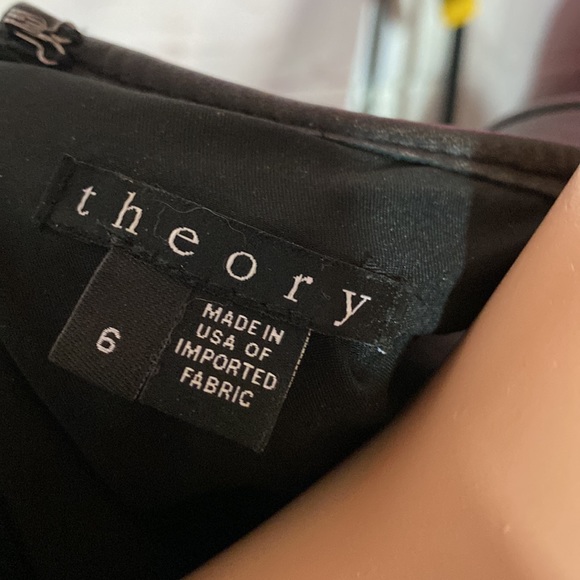 theory
6
MADE IN
USA OF
IMPORTED
FABRIC